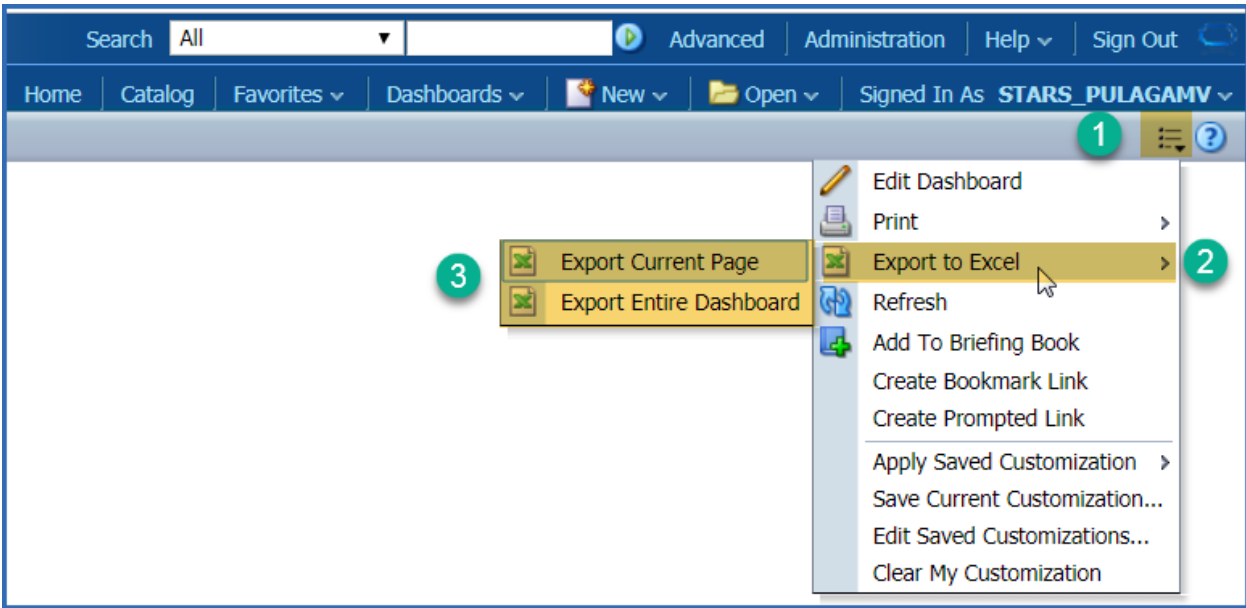 Search All Advanced Administration Help Sign Out
Home Catalog Favorites Dashboards New Open Signed In As STARS_PULAGAMV
1
Edit Dashboard
Print
Export to Excel 2
3 Export Current Page
Export Entire Dashboard
Refresh
Add To Briefing Book
Create Bookmark Link
Create Prompted Link
Apply Saved Customization
Save Current Customization...
Edit Saved Customizations...
Clear My Customization